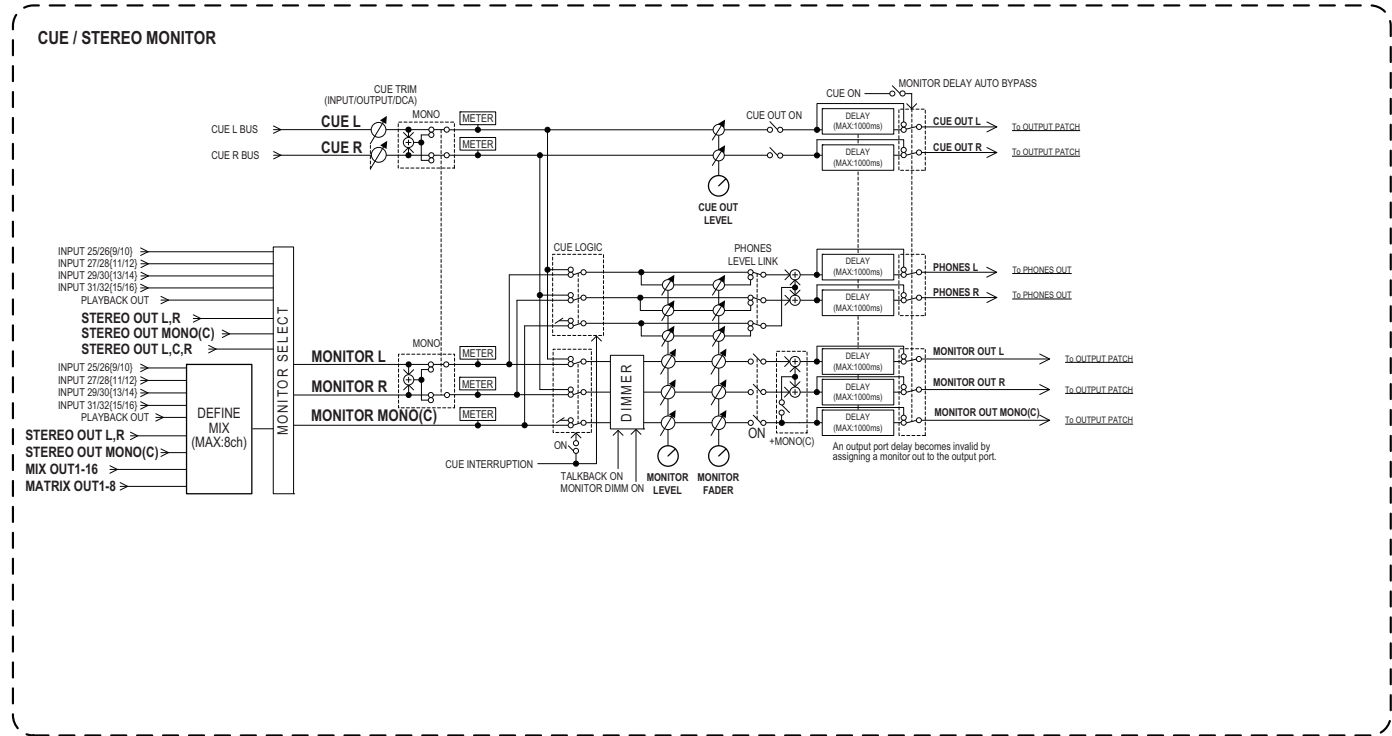 CUE / STEREO MONITOR
CUE TRIM
(INPUT/OUTPUT/DCA)
MONO
METER
METER
CUE L BUS
CUE L
CUE R BUS
CUE R
CUE OUT ON
CUE ON
MONITOR DELAY AUTO BYPASS
DELAY
(MAX:1000ms)
CUE OUT L
To OUTPUT PATCH
DELAY
(MAX:1000ms)
CUE OUT R
To OUTPUT PATCH
CUE OUT
LEVEL
INPUT 25/26{9/10}
INPUT 27/28{11/12}
INPUT 29/30{13/14}
INPUT 31/32{15/16}
PLAYBACK OUT
STEREO OUT L,R
STEREO OUT MONO(C)
STEREO OUT L,C,R
INPUT 25/26{9/10}
INPUT 27/28{11/12}
INPUT 29/30{13/14}
INPUT 31/32{15/16}
PLAYBACK OUT
STEREO OUT L,R
STEREO OUT MONO(C)
MIX OUT1-16
MATRIX OUT1-8
DEFINE
MIX
(MAX:8ch)
MONITOR SELECT
MONITOR L
MONITOR R
MONITOR MONO(C)
MONO
METER
METER
METER
CUE LOGIC
CUE INTERRUPTION
ON
DIMMER
TALKBACK ON
MONITOR DIMM ON
MONITOR
LEVEL
MONITOR
FADER
PHONES
LEVEL LINK
ON
+MONO(C)
DELAY
(MAX:1000ms)
PHONES L
To PHONES OUT
DELAY
(MAX:1000ms)
PHONES R
To PHONES OUT
DELAY
(MAX:1000ms)
MONITOR OUT L
To OUTPUT PATCH
DELAY
(MAX:1000ms)
MONITOR OUT R
To OUTPUT PATCH
DELAY
(MAX:1000ms)
MONITOR OUT MONO(C)
To OUTPUT PATCH
An output port delay becomes invalid by
assigning a monitor out to the output port.